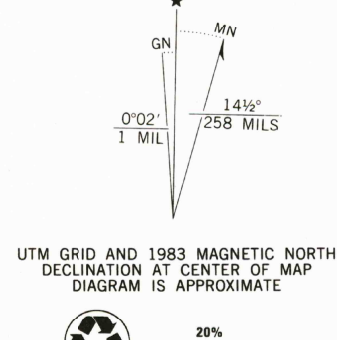 MN
GN
0°02'
1 MIL
14½°
258 MILS
UTM GRID AND 1983 MAGNETIC NORTH
DECLINATION AT CENTER OF MAP
DIAGRAM IS APPROXIMATE
20%